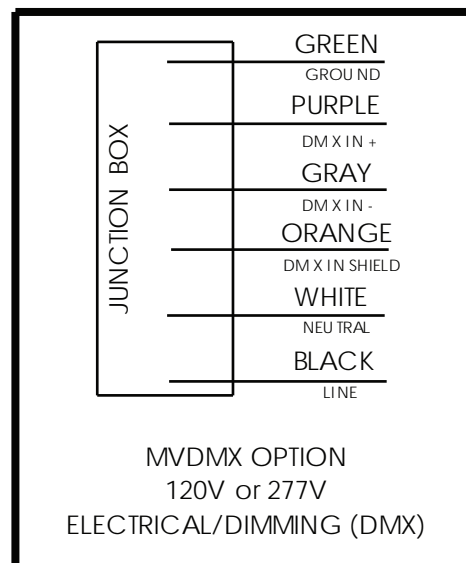 JUNCTION BOX
GREEN
GROUND
PURPLE
DMX IN +
GRAY
DMX IN -
ORANGE
DMX IN SHIELD
WHITE
NEUTRAL
BLACK
LINE
MVDMX OPTION
120V or 277V
ELECTRICAL/DIMMING (DMX)